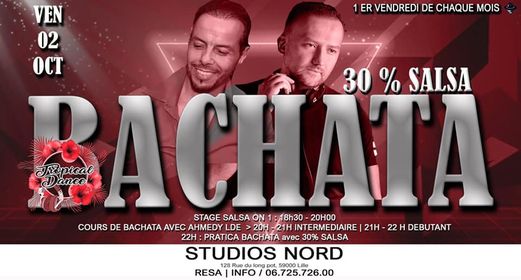 VEN
02
OCT
1 ER VENDREDI DE CHAQUE MOIS
30 % SALSA
BACHATA
Tropical
Dance
STAGE SALSA ON 1 : 18h30 - 20H00
COURS DE BACHATA AVEC AHMEDY LDE > 20H - 21H INTERMEDIAIRE | 21H - 22 H DEBUTANT
22H : PRATICA BACHATA avec 30% SALSA
STUDIOS NORD
128 Rue du long pot, 59000 Lille
RESA | INFO / 06.725.726.00